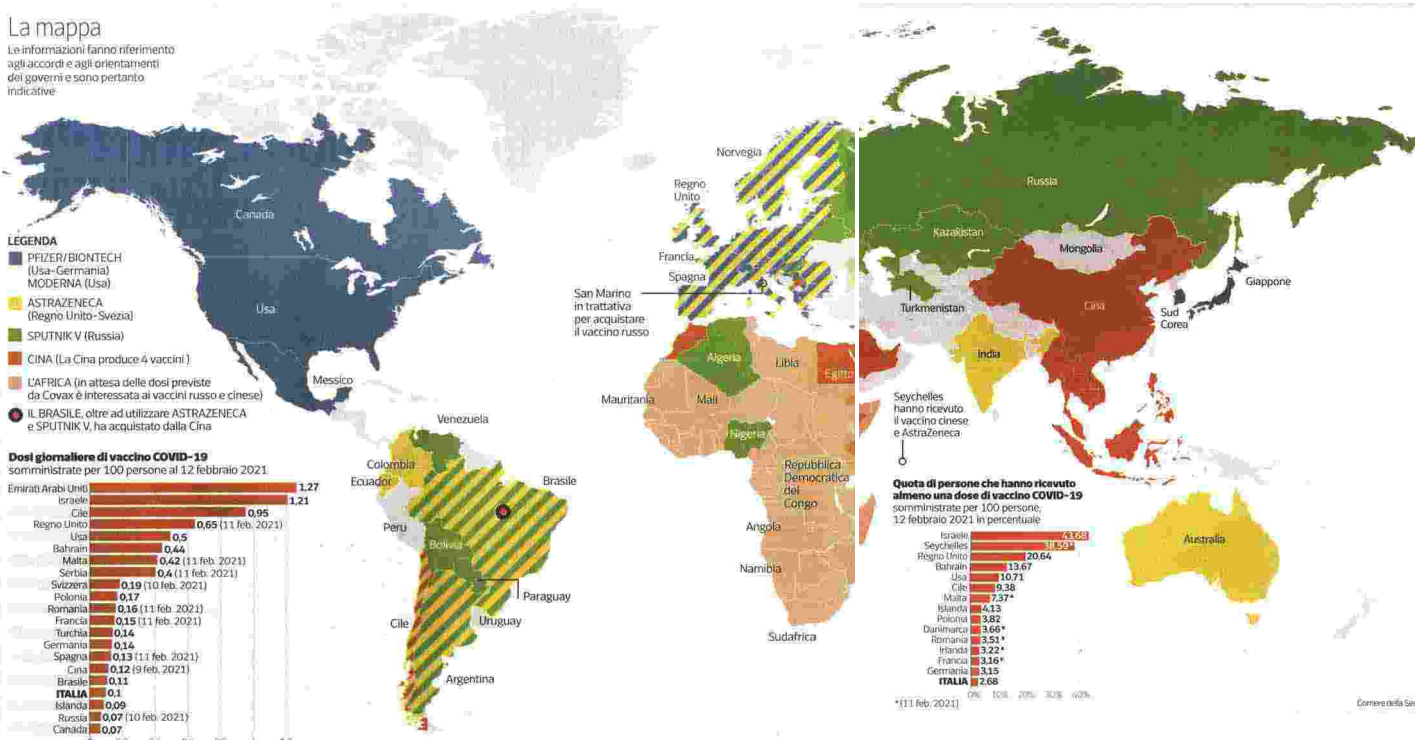 La mappa
Le informazioni fanno riferimento
agli accordi e agli orientamenti
dei governi e sono pertanto
indicative
LEGENDA
PFIZER/BIONTECH
(Usa-Germania)
MODERNA (Usa)
ASTRAZENECA
(Regno Unito-Svezia)
SPUTNIK V (Russia)
CINA (La Cina produce 4 vaccini)
L'AFRICA (in attesa delle dosi previste
da Covax è interessata ai vaccini russo e cinese)
IL BRASILE, oltre ad utilizzare ASTRAZENECA
e SPUTNIK V, ha acquistato dalla Cina
Canada
Usa
Messico
Venezuela
Colombia
Ecuador
Perù
Brasile
Bolivia
Paraguay
Uruguay
Cile
Argentina
Norvegia
Regno
Unito
Francia
Spagna
San Marino
in trattativa
per acquistare
il vaccino russo
Algeria
Libia
Egitto
Mauritania
Mali
Nigeria
Repubblica
Democratica
del
Congo
Angola
Namibia
Sudafrica
Russia
Kazakistan
Mongolia
Turkmenistan
Cina
Giappone
Sud
Corea
India
Australia
Seychelles
hanno ricevuto
il vaccino cinese
e AstraZeneca
Dosi giornaliere di vaccino COVID-19
somministrate per 100 persone al 12 febbraio 2021
Emirati Arabi Uniti 1,27
Israele 1,21
Cile 0,95
Regno Unito 0,65 (11 feb. 2021)
Usa 0,5
Bahrain 0,44
Malta 0,42 (11 feb. 2021)
Serbia 0,4 (11 feb. 2021)
Svizzera 0,19 (10 feb. 2021)
Polonia 0,17
Romania 0,16 (11 feb. 2021)
Francia 0,15 (11 feb. 2021)
Turchia 0,14
Germania 0,14
Spagna 0,13 (11 feb. 2021)
Cina 0,12 (9 feb. 2021)
Brasile 0,11
ITALIA 0,1
Islanda 0,09
Russia 0,07 (10 feb. 2021)
Canada 0,07
Quota di persone che hanno ricevuto
almeno una dose di vaccino COVID-19
somministrate per 100 persone,
12 febbraio 2021 in percentuale
Israele 43,68
Seychelles 38,59*
Regno Unito 20,64
Bahrain 13,67
Usa 10,71
Cile 9,38
Malta 7,37*
Islanda 4,13
Polonia 3,82
Danimarca 3,66*
Romania 3,51*
Irlanda 3,22*
Francia 3,16*
Germania 3,15
ITALIA 2,68
0% 10% 20% 30% 40%
*(11 feb. 2021)
Corriere della